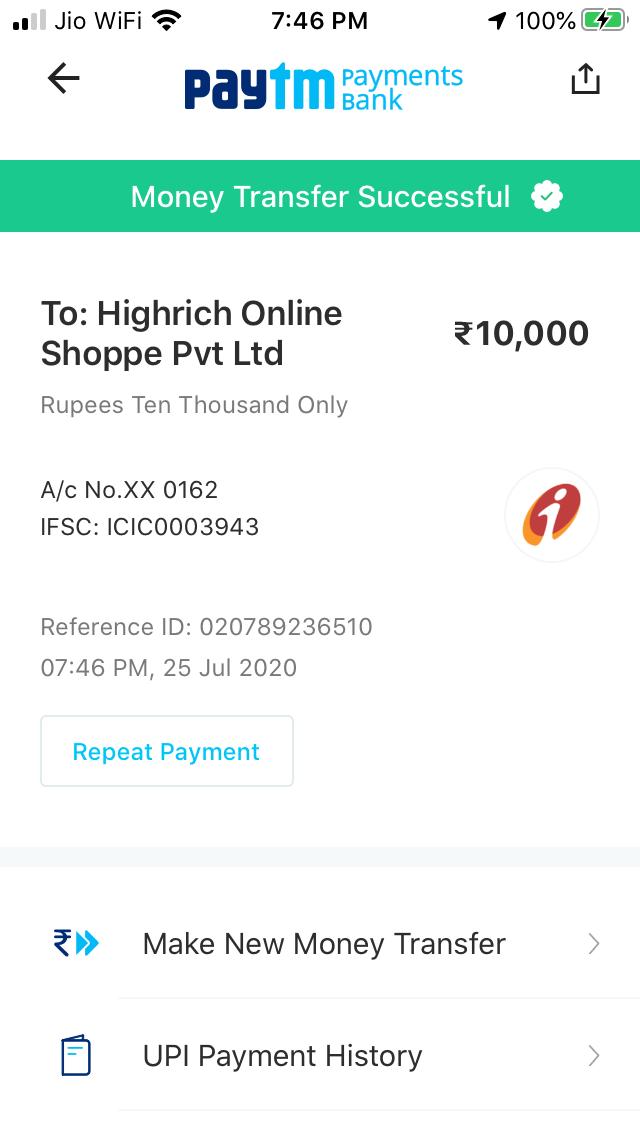 Jio WiFi 7:46 PM 100%
paytm Payments Bank
Money Transfer Successful
To: Highrich Online
Shoppe Pvt Ltd
₹10,000
Rupees Ten Thousand Only
A/c No.XX 0162
IFSC: ICIC0003943
i
Reference ID: 020789236510
07:46 PM, 25 Jul 2020
Repeat Payment
₹ Make New Money Transfer
UPI Payment History